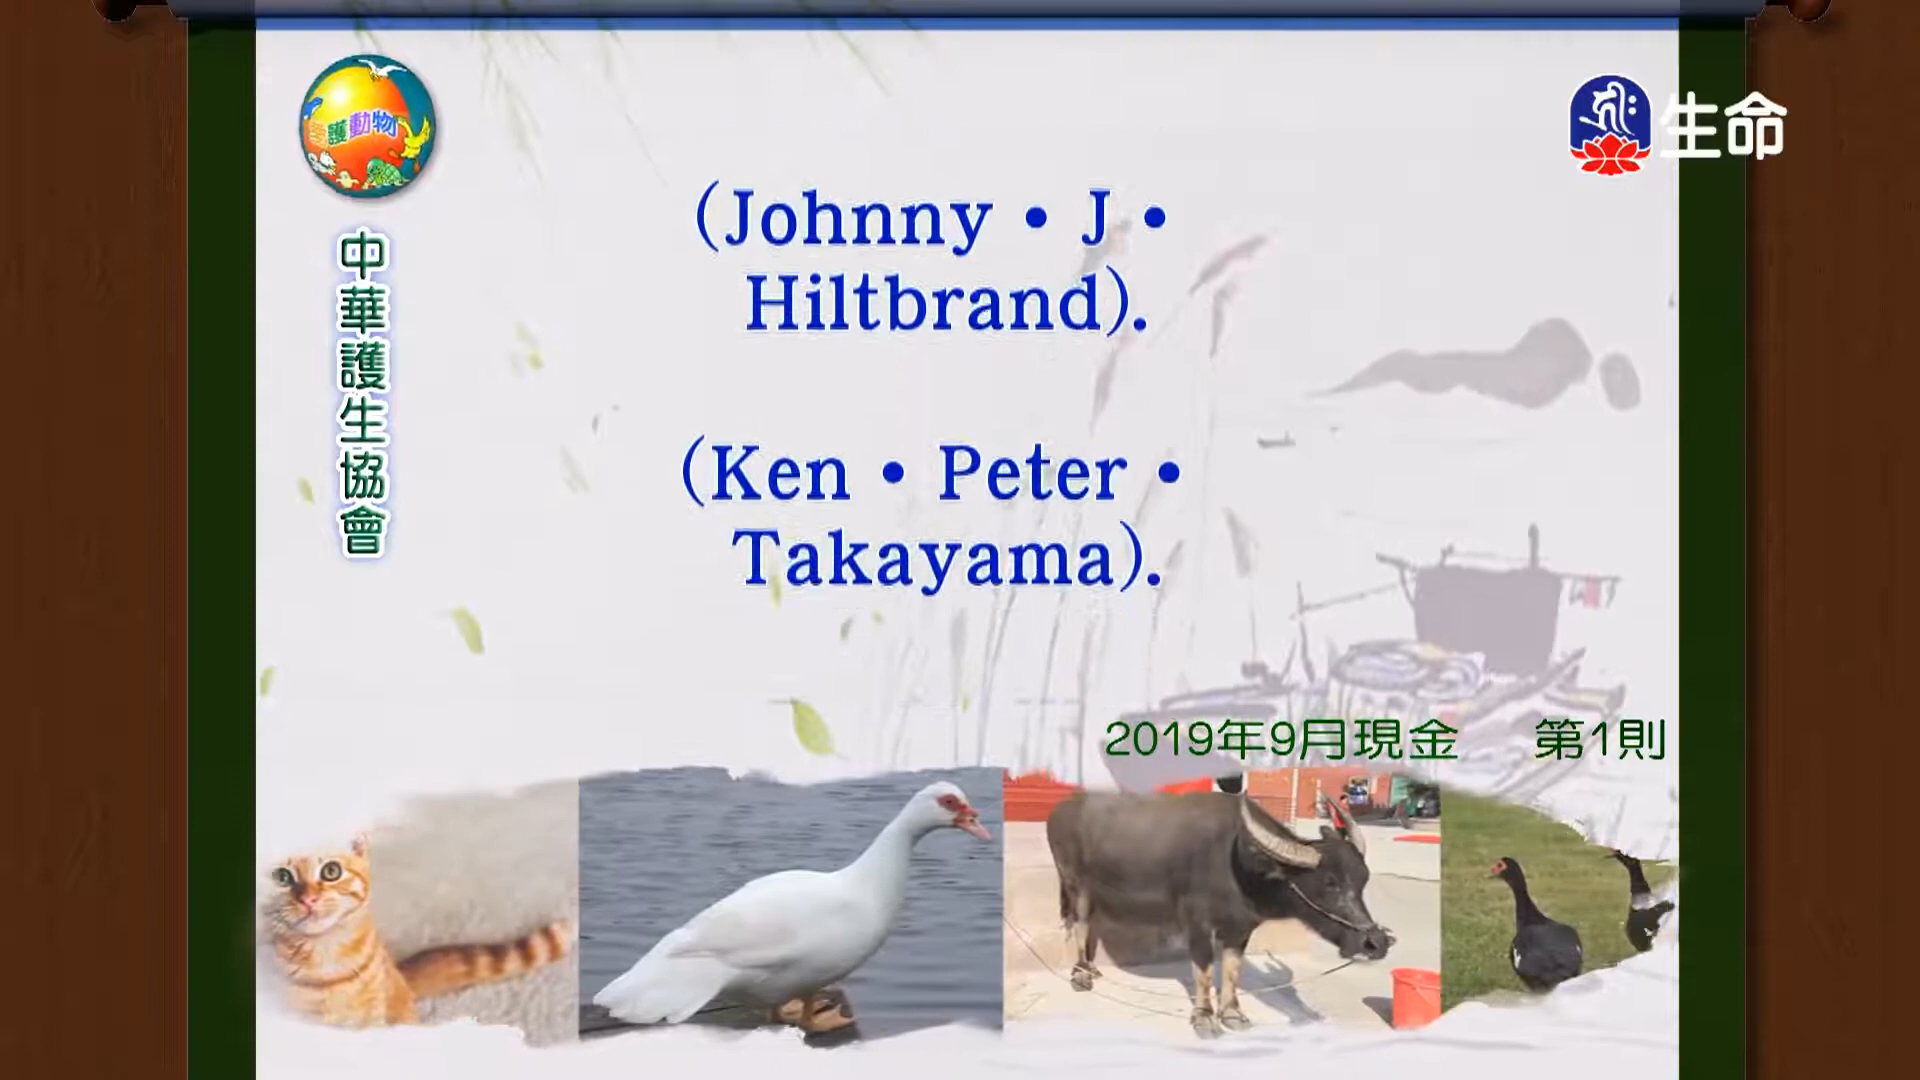 愛護動物
生命
中華護生協會
(Johnny • J •
Hiltbrand).
(Ken • Peter •
Takayama).
2019年9月現金 第1則